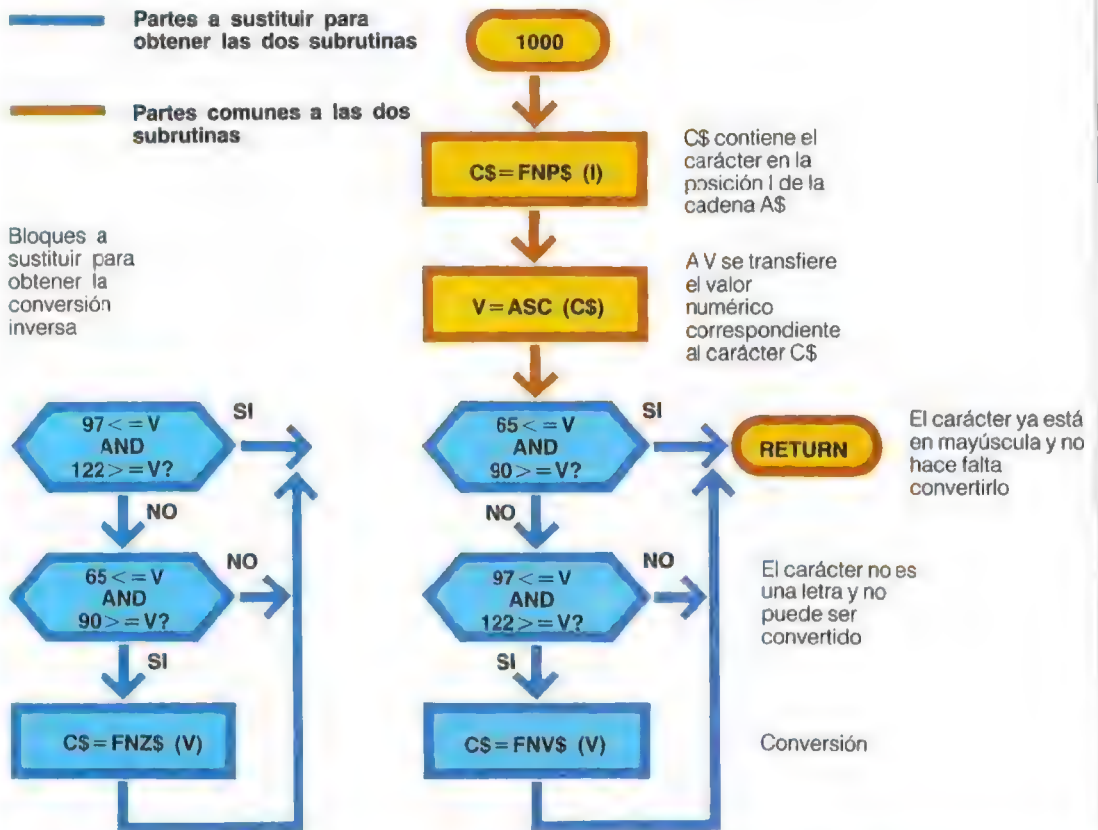 Partes a sustituir para
obtener las dos subrutinas
Partes comunes a las dos
subrutinas
1000
C$=FNP$ (I)
C$ contiene el
carácter en la
posición I de la
cadena A$
Bloques a
sustituir para
obtener la
conversión
inversa
V=ASC (C$)
A V se transfiere
el valor
numérico
correspondiente
al carácter C$
97<=V
AND
122>=V?
SI
NO
65<=V
AND
90>=V?
NO
SI
C$=FNZ$ (V)
65<=V
AND
90>=V?
SI
NO
RETURN
El carácter ya está
en mayúscula y no
hace falta
convertirlo
97<=V
AND
122>=V?
NO
SI
El carácter no es
una letra y no
puede ser
convertido
C$=FNV$ (V)
Conversión